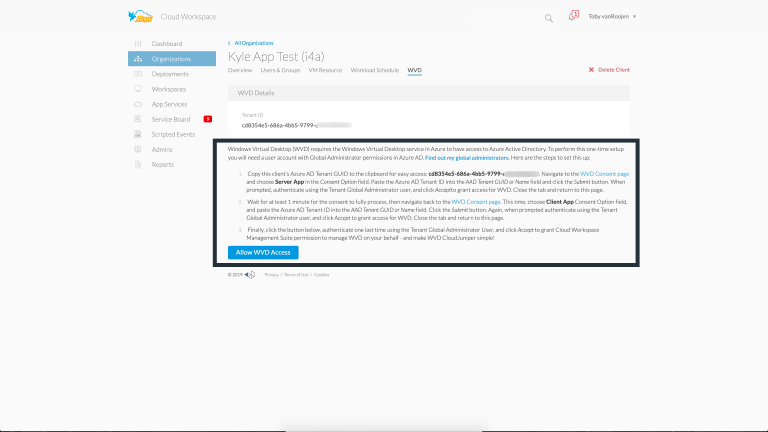 Cloud Workspace
1
Toby vanRooijen
Dashboard
Organizations
Deployments
Workspaces
App Services
Service Board
5
Scripted Events
Admins
Reports
All Organizations
Kyle App Test (i4a)
Overview Users & Groups VM Resource Workload Schedule WVD
Delete Client
WVD Details
Tenant ID
cd8354e5-686a-4bb5-9799-
Windows Virtual Desktop (WVD) requires the Windows Virtual Desktop service in Azure to have access to Azure Active Directory. To perform this one-time setup
you will need a user account with Global Administrator permissions in Azure AD. Find out my global administrators. Here are the steps to set this up:
1. Copy this client's Azure AD Tenant GUID to the clipboard for easy access: cd8354e5-686a-4bb5-9799- . Navigate to the WVD Consent page
and choose Server App in the Consent Option field. Paste the Azure AD Tenant ID into the AAD Tenant GUID or Name field and click the Submit button. When
prompted, authenticate using the Tenant Global Administrator user, and click Accept to grant access for WVD. Close the tab and return to this page.
2. Wait for at least 1 minute for the consent to fully process, then navigate back to the WVD Consent page. This time, choose Client App Consent Option field,
and paste the Azure AD Tenant ID into the AAD Tenant GUID or Name field. Click the Submit button. Again, when prompted authenticate using the Tenant
Global Administrator user, and click Accept to grant access for WVD. Close the tab and return to this page.
3. Finally, click the button below, authenticate one last time using the Tenant Global Administrator User, and click Accept to grant Cloud Workspace
Management Suite permission to manage WVD on your behalf - and make WVD CloudJumper simple!
Allow WVD Access
© 2019
Privacy | Terms of Use | Cookies